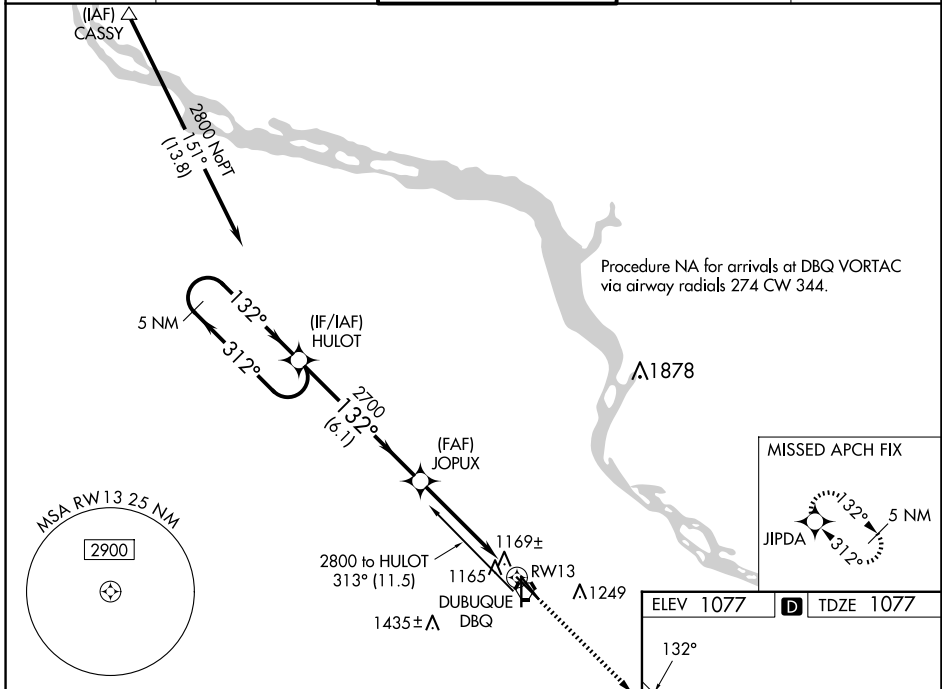 (IAF)
CASSY
2800 NoPT
151°
(13.8)
Procedure NA for arrivals at DBQ VORTAC
via airway radials 274 CW 344.
5 NM
132°
312°
(IF/IAF)
HULOT
1878
2700
132°
(6.1)
(FAF)
JOPUX
MISSED APCH FIX
132°
5 NM
JIPDA
312°
MSA RW13 25 NM
2900
2800 to HULOT
313° (11.5)
1169±
1165
RW13
DUBUQUE
DBQ
1249
1435±
ELEV 1077
D
TDZE 1077
132°